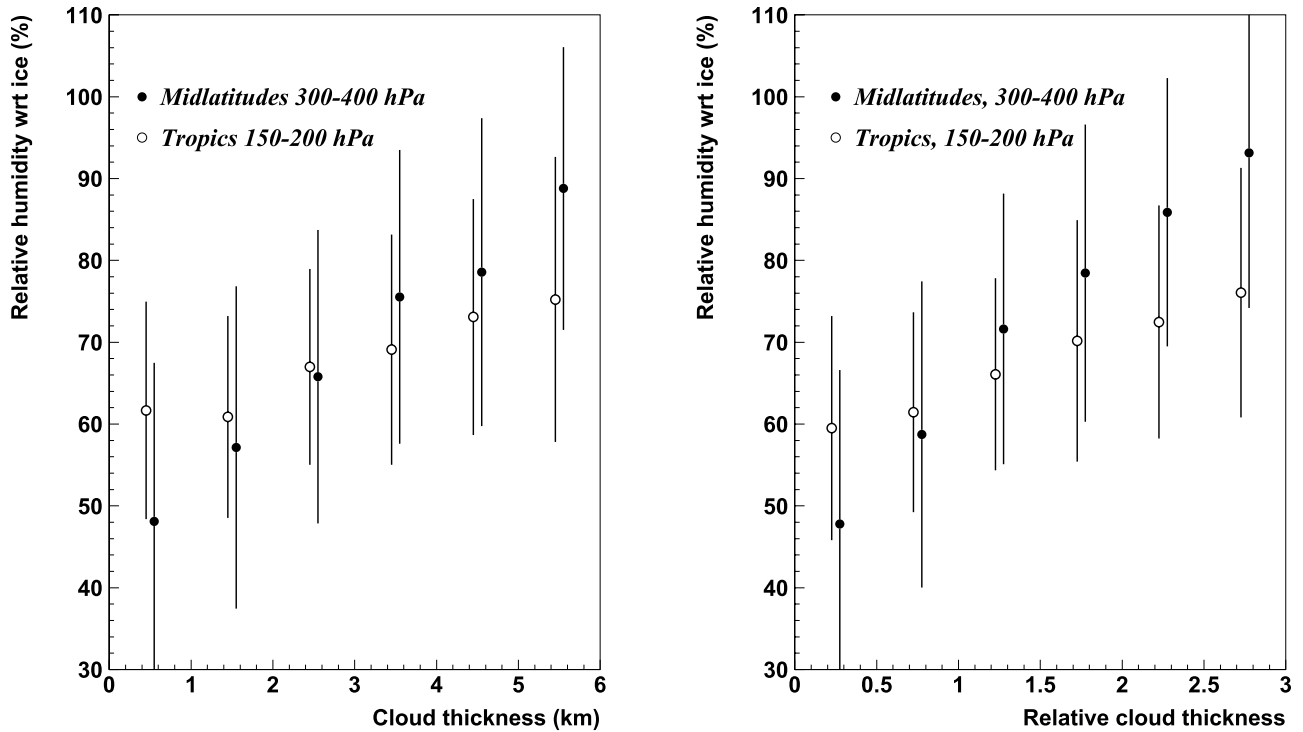 Relative humidity wrt ice (%)
110
100
90
80
70
60
50
40
30
Midlatitudes 300-400 hPa
Tropics 150-200 hPa
0 1 2 3 4 5 6
Cloud thickness (km)
Relative humidity wrt ice (%)
110
100
90
80
70
60
50
40
30
Midlatitudes, 300-400 hPa
Tropics, 150-200 hPa
0 0.5 1 1.5 2 2.5 3
Relative cloud thickness